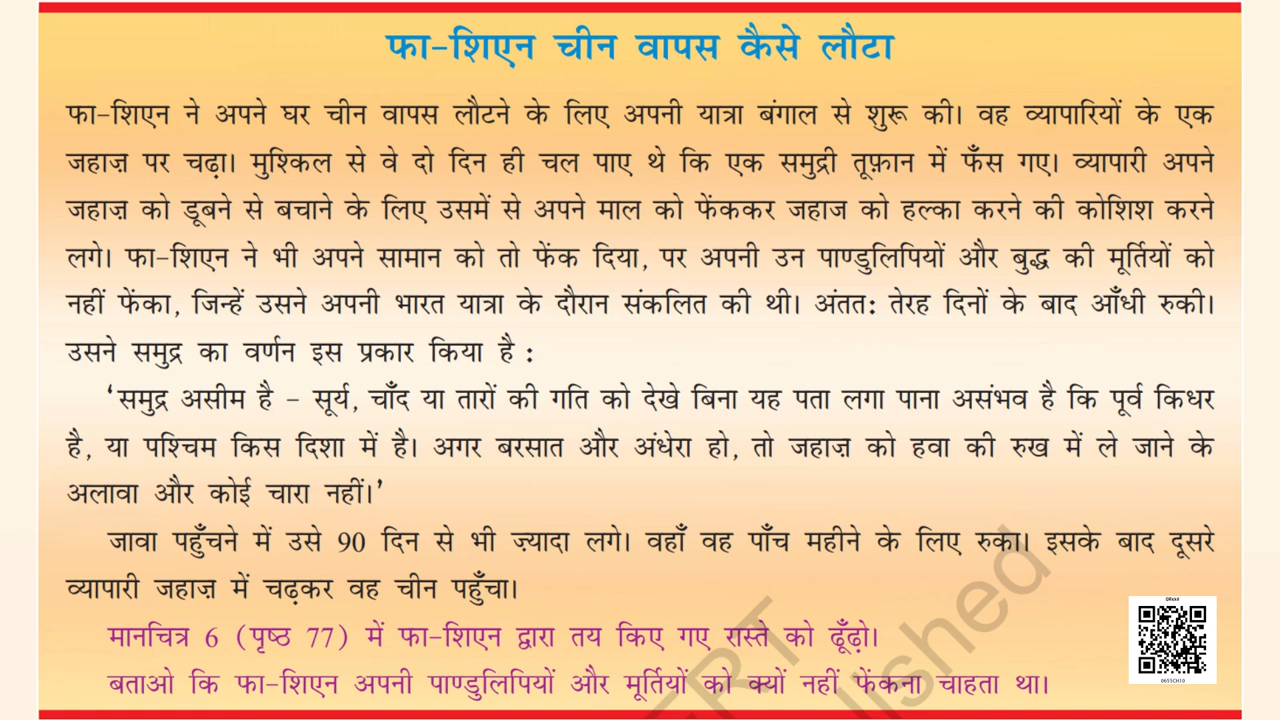 फा-शिएन चीन वापस कैसे लौटा
फा-शिएन ने अपने घर चीन वापस लौटने के लिए अपनी यात्रा बंगाल से शुरू की। वह व्यापारियों के एक
जहाज़ पर चढ़ा। मुश्किल से वे दो दिन ही चल पाए थे कि एक समुद्री तूफ़ान में फँस गए। व्यापारी अपने
जहाज़ को डूबने से बचाने के लिए उसमें से अपने माल को फेंककर जहाज को हल्का करने की कोशिश करने
लगे। फा-शिएन ने भी अपने सामान को तो फेंक दिया, पर अपनी उन पाण्डुलिपियों और बुद्ध की मूर्तियों को
नहीं फेंका, जिन्हें उसने अपनी भारत यात्रा के दौरान संकलित की थी। अंतत: तेरह दिनों के बाद आँधी रुकी।
उसने समुद्र का वर्णन इस प्रकार किया है :
‘समुद्र असीम है – सूर्य, चाँद या तारों की गति को देखे बिना यह पता लगा पाना असंभव है कि पूर्व किधर
है, या पश्चिम किस दिशा में है। अगर बरसात और अंधेरा हो, तो जहाज़ को हवा की रुख में ले जाने के
अलावा और कोई चारा नहीं।’
जावा पहुँचने में उसे 90 दिन से भी ज़्यादा लगे। वहाँ वह पाँच महीने के लिए रुका। इसके बाद दूसरे
व्यापारी जहाज़ में चढ़कर वह चीन पहुँचा।
मानचित्र 6 (पृष्ठ 77) में फा-शिएन द्वारा तय किए गए रास्ते को ढूँढ़ो।
बताओ कि फा-शिएन अपनी पाण्डुलिपियों और मूर्तियों को क्यों नहीं फेंकना चाहता था।
0655CH10